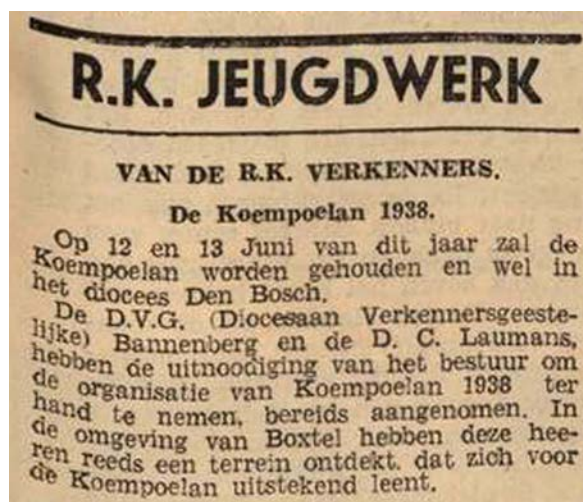 R.K. JEUGDWERK
VAN DE R.K. VERKENNERS.
De Koempoelan 1938.
Op 12 en 13 Juni van dit jaar zal de
Koempoelan worden gehouden en wel in
het diocees Den Bosch.
De D.V.G. (Diocesaan Verkennersgeeste-
lijke) Bannenberg en de D. C. Laumans,
hebben de uitnoodiging van het bestuur om
de organisatie van Koempoelan 1938 ter
hand te nemen, bereids aangenomen. In
de omgeving van Boxtel hebben deze hee-
ren reeds een terrein ontdekt, dat zich voor
de Koempoelan uitstekend leent.